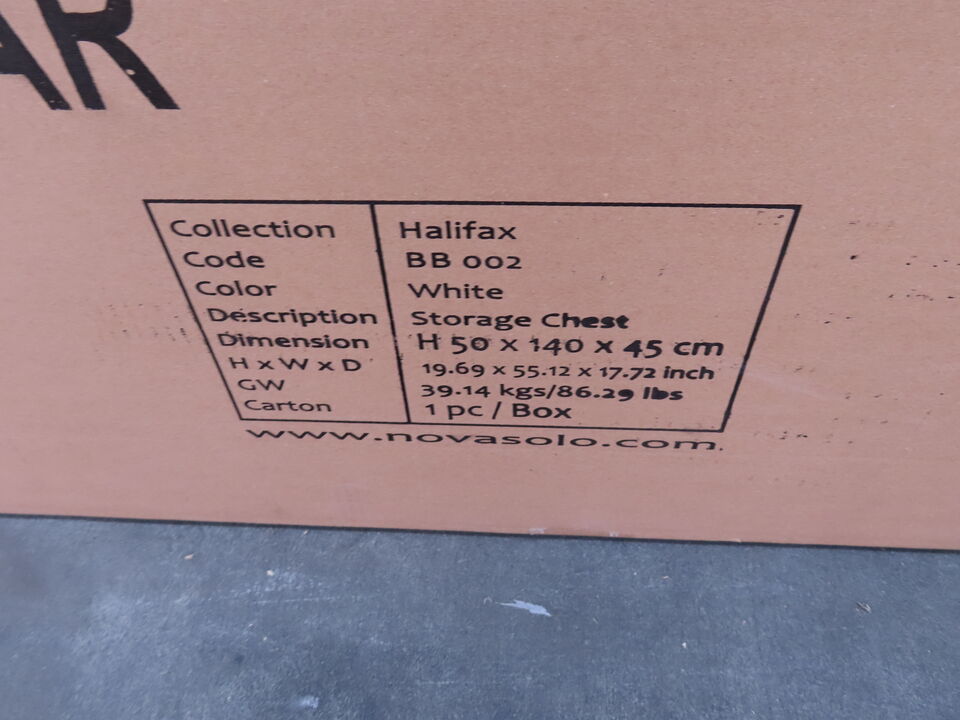 AR
Collection Halifax
Code BB 002
Color White
Description Storage Chest
Dimension H 50 x 140 x 45 cm
H x W x D 19.69 x 55.12 x 17.72 inch
GW 39.14 kgs/86.29 lbs
Carton 1 pc / Box
www.novasolo.com